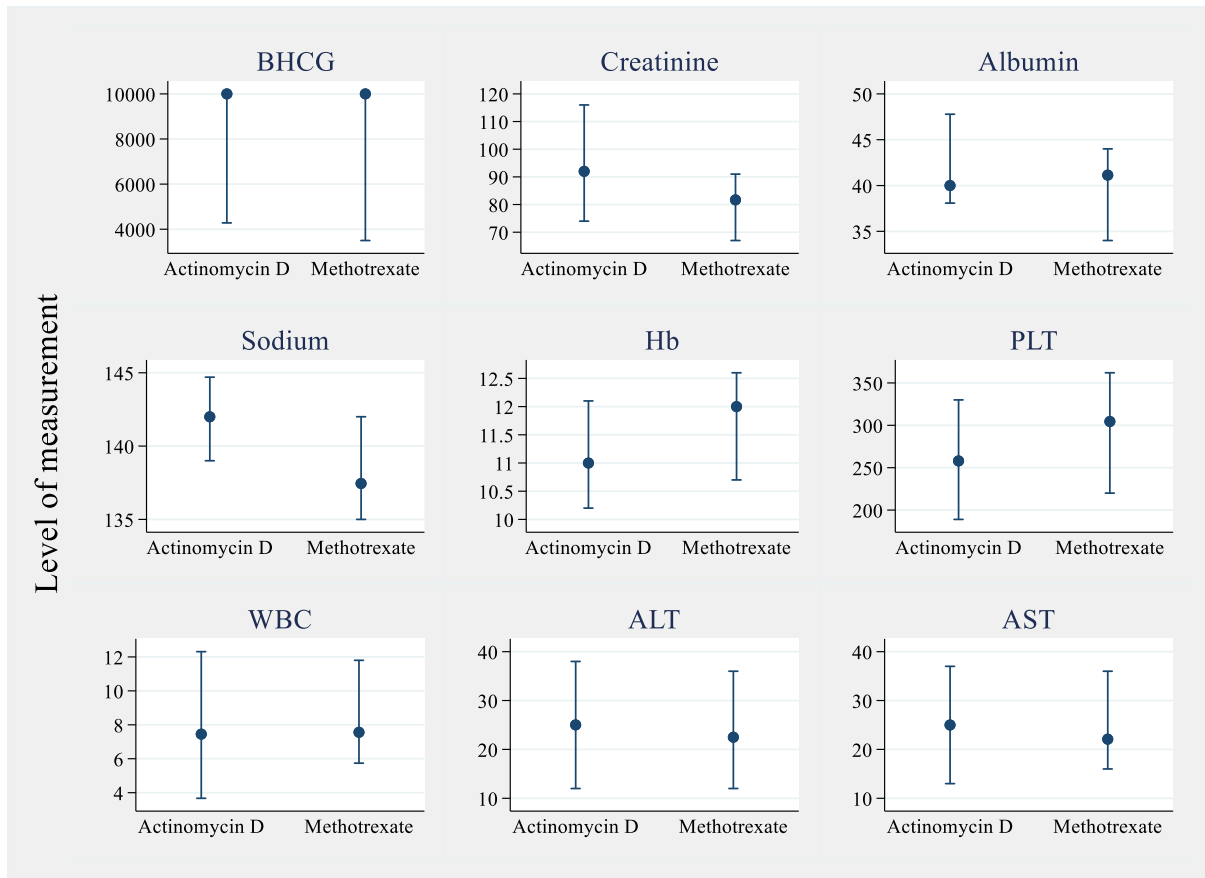 Level of measurement
BHCG
10000
8000
6000
4000
Actinomycin D Methotrexate
Creatinine
120
110
100
90
80
70
Actinomycin D Methotrexate
Albumin
50
45
40
35
Actinomycin D Methotrexate
Sodium
145
140
135
Actinomycin D Methotrexate
Hb
12.5
12
11.5
11
10.5
10
Actinomycin D Methotrexate
PLT
350
300
250
200
Actinomycin D Methotrexate
WBC
12
10
8
6
4
Actinomycin D Methotrexate
ALT
40
30
20
10
Actinomycin D Methotrexate
AST
40
30
20
10
Actinomycin D Methotrexate